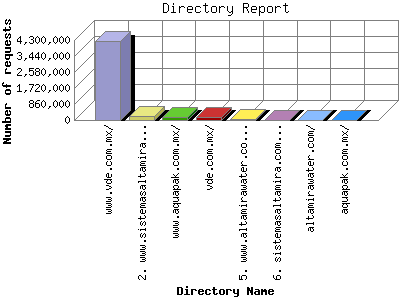 Directory Report
Number of requests
4,300,000
3,440,000
2,580,000
1,720,000
860,000
0
www.vde.com.mx/
2. www.sistemasaltamira...
www.aquapak.com.mx/
vde.com.mx/
5. www.altamirawater.co...
6. sistemasaltamira.com...
altamirawater.com/
aquapak.com.mx/
Directory Name